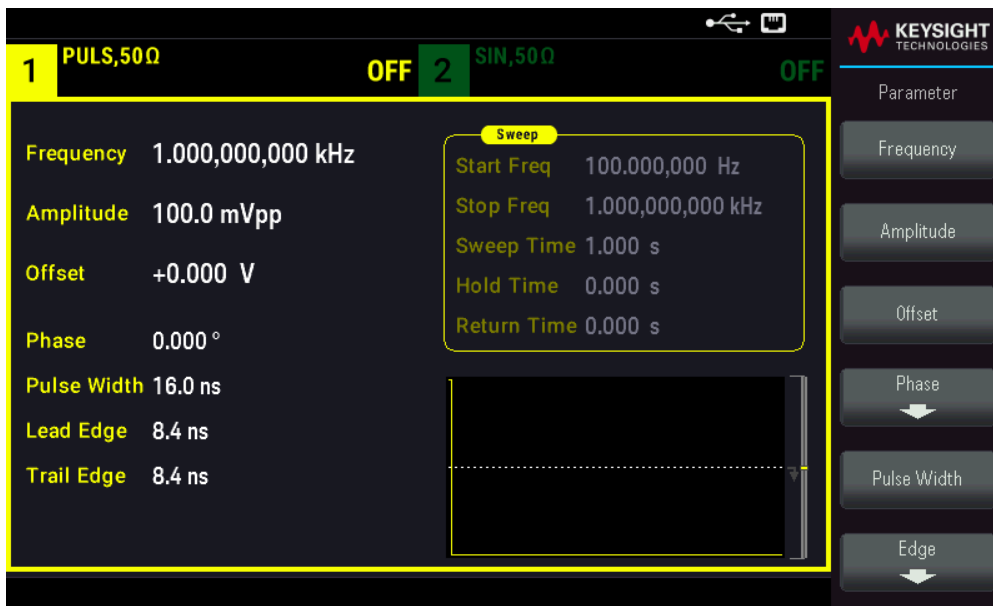 KEYSIGHT
TECHNOLOGIES
1 PULS,50Ω OFF 2 SIN,50Ω OFF
Parameter
Frequency 1.000,000,000 kHz
Amplitude 100.0 mVpp
Offset +0.000 V
Phase 0.000 °
Pulse Width 16.0 ns
Lead Edge 8.4 ns
Trail Edge 8.4 ns
Sweep
Start Freq 100.000,000 Hz
Stop Freq 1.000,000,000 kHz
Sweep Time 1.000 s
Hold Time 0.000 s
Return Time 0.000 s
Frequency
Amplitude
Offset
Phase
Pulse Width
Edge